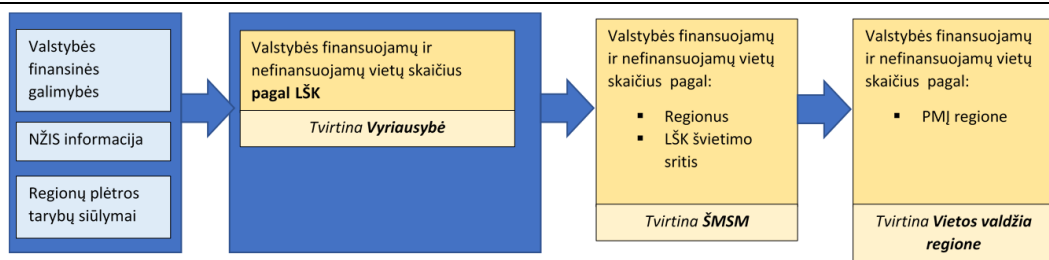 Valstybės
finansinės
galimybės
NŽIS informacija
Regionų plėtros
tarybų siūlymai
Valstybės finansuojamų ir
nefinansuojamų vietų skaičius
pagal LŠK
Tvirtina Vyriausybė
Valstybės finansuojamų
ir nefinansuojamų vietų
skaičius pagal:
▪ Regionus
▪ LŠK švietimo
sritis
Tvirtina ŠMSM
Valstybės finansuojamų
ir nefinansuojamų vietų
skaičius pagal:
▪ PMĮ regione
Tvirtina Vietos valdžia
regione